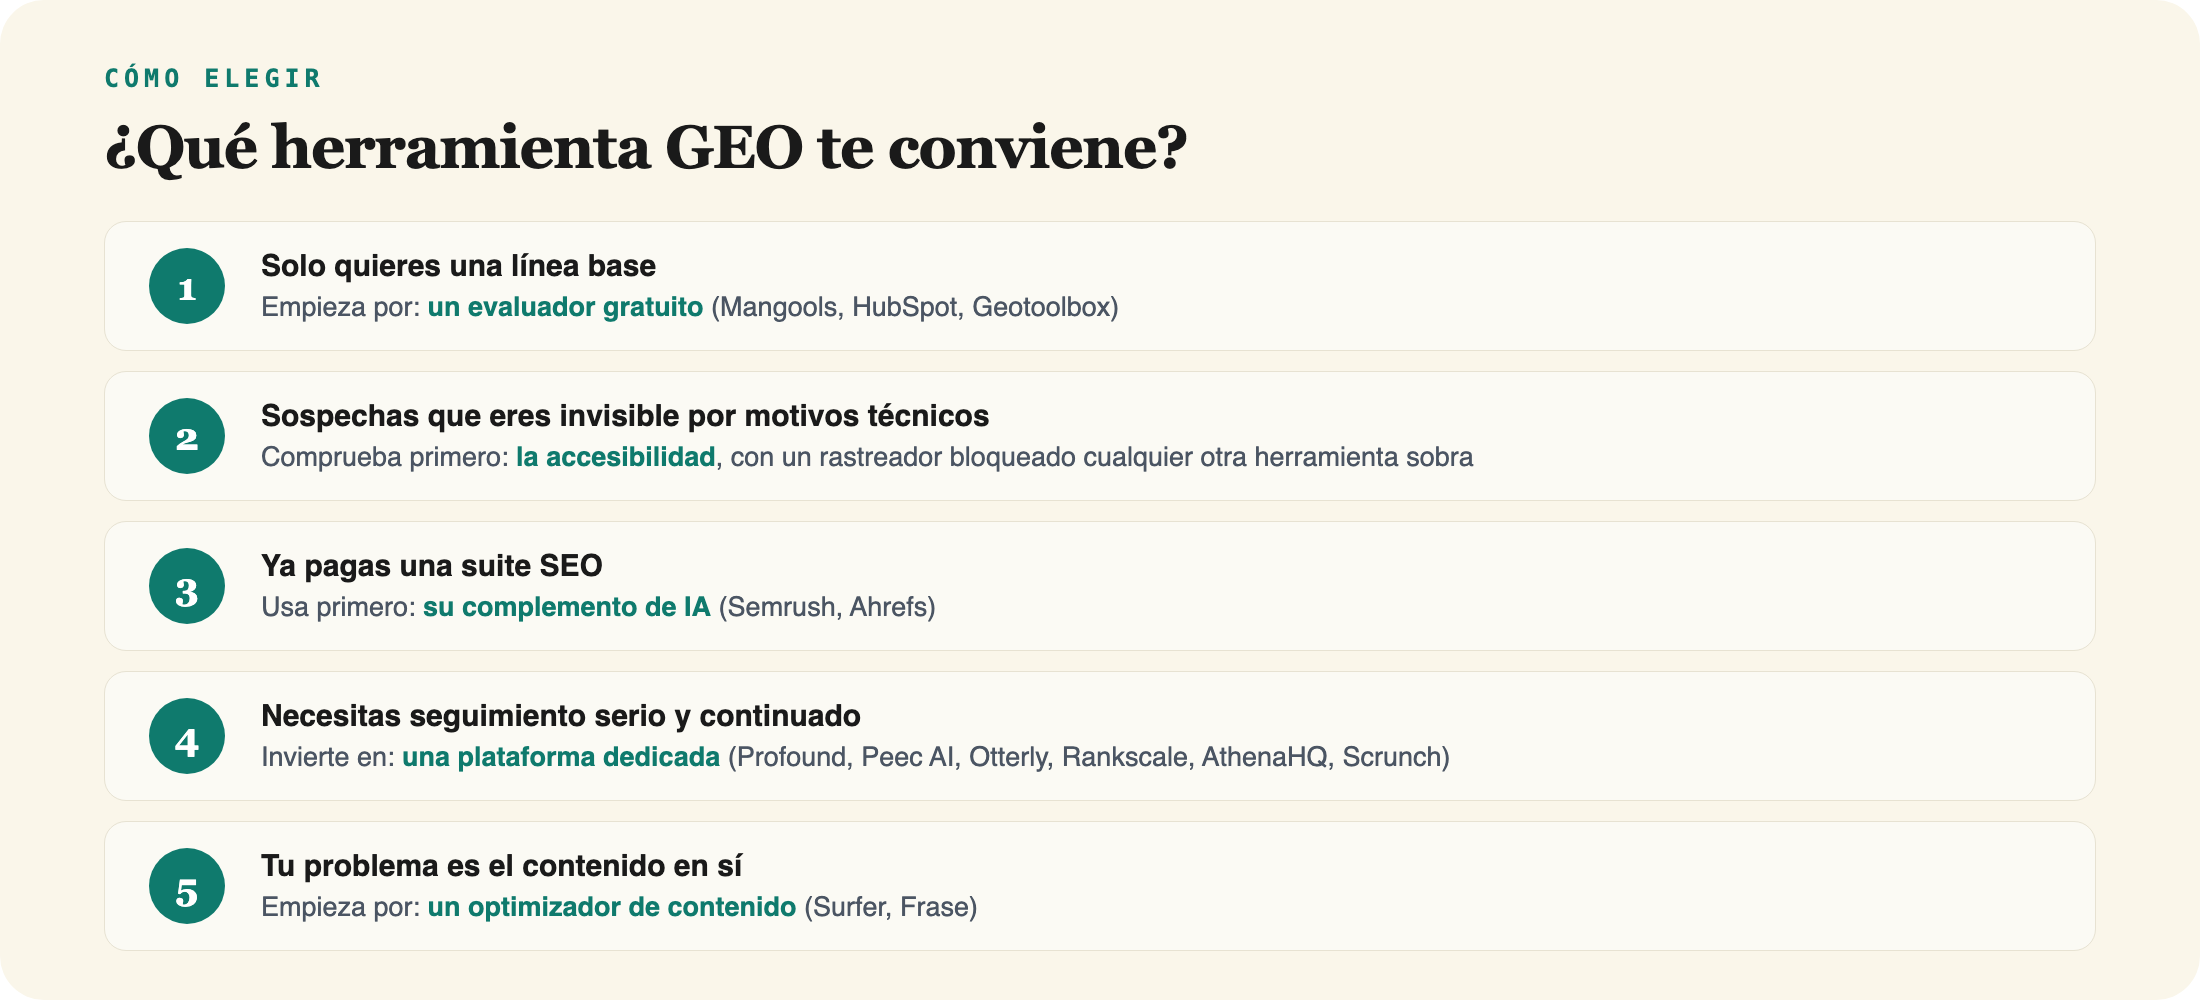 CÓMO ELEGIR
¿Qué herramienta GEO te conviene?
1
Solo quieres una línea base
Empieza por: un evaluador gratuito (Mangools, HubSpot, Geotoolbox)
2
Sospechas que eres invisible por motivos técnicos
Comprueba primero: la accesibilidad, con un rastreador bloqueado cualquier otra herramienta sobra
3
Ya pagas una suite SEO
Usa primero: su complemento de IA (Semrush, Ahrefs)
4
Necesitas seguimiento serio y continuado
Invierte en: una plataforma dedicada (Profound, Peec AI, Otterly, Rankscale, AthenaHQ, Scrunch)
5
Tu problema es el contenido en sí
Empieza por: un optimizador de contenido (Surfer, Frase)